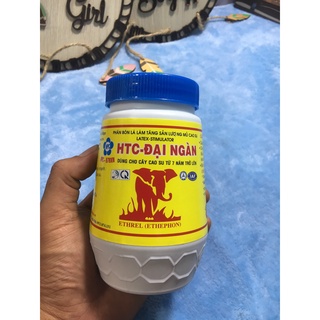 Girl
PHÂN BÓN LÁ LÀM TĂNG SẢN LƯỢNG MỦ CAO SU
LATEX-STIMULATOR
HTC-ĐẠI NGÀN
DÙNG CHO CÂY CAO SU TỪ 7 NĂM TRỞ LÊN
ETHREL (ETHEPHON)